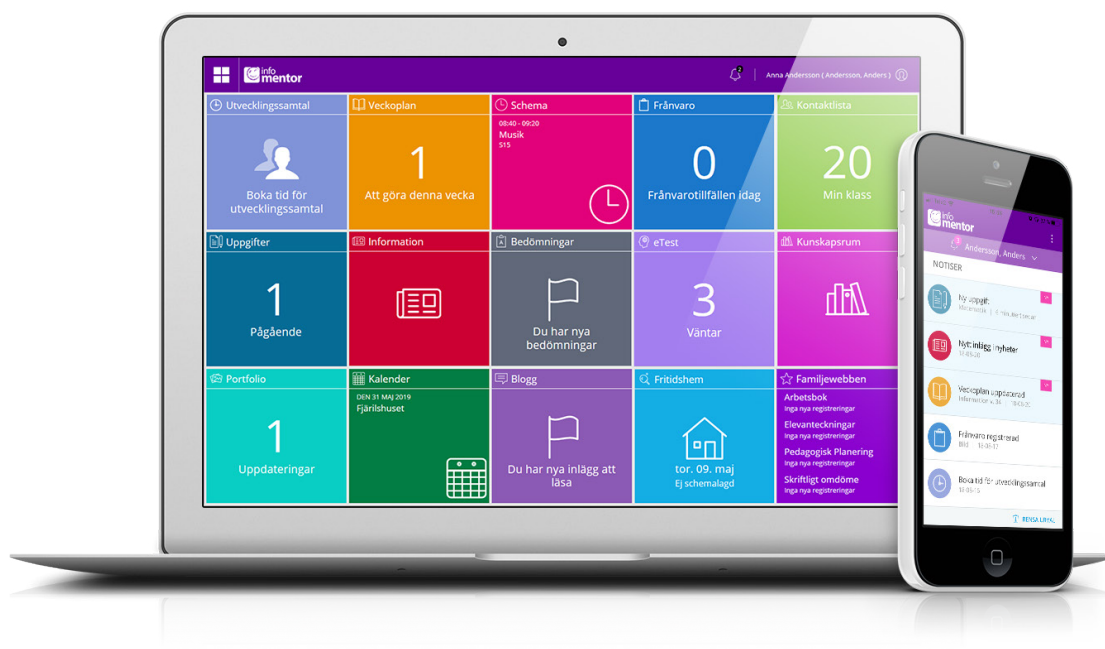 info
mentor
2
Anna Andersson ( Andersson, Anders )
Utvecklingssamtal
Boka tid för
utvecklingssamtal
Veckoplan
1
Att göra denna vecka
Schema
08:40 - 09:20
Musik
S15
Frånvaro
0
Frånvarotillfällen idag
Kontaktlista
20
Min klass
Uppgifter
1
Pågående
Information
Bedömningar
Du har nya
bedömningar
eTest
3
Väntar
Kunskapsrum
Portfolio
1
Uppdateringar
Kalender
DEN 31 MAJ 2019
Fjärilshuset
Blogg
Du har nya inlägg att
läsa
Fritidshem
tor. 09. maj
Ej schemalagd
Familjewebben
Arbetsbok
Inga nya registreringar
Elevanteckningar
Inga nya registreringar
Pedagogisk Planering
Inga nya registreringar
Skriftligt omdöme
Inga nya registreringar
info
mentor
Andersson, Anders
NOTISER
Ny uppgift
Nytt inlägg i nyheter
18-08-20
Veckoplan uppdaterad
Frånvaro registrerad
Boka tid för utvecklingssamtal
RENSA URVAL